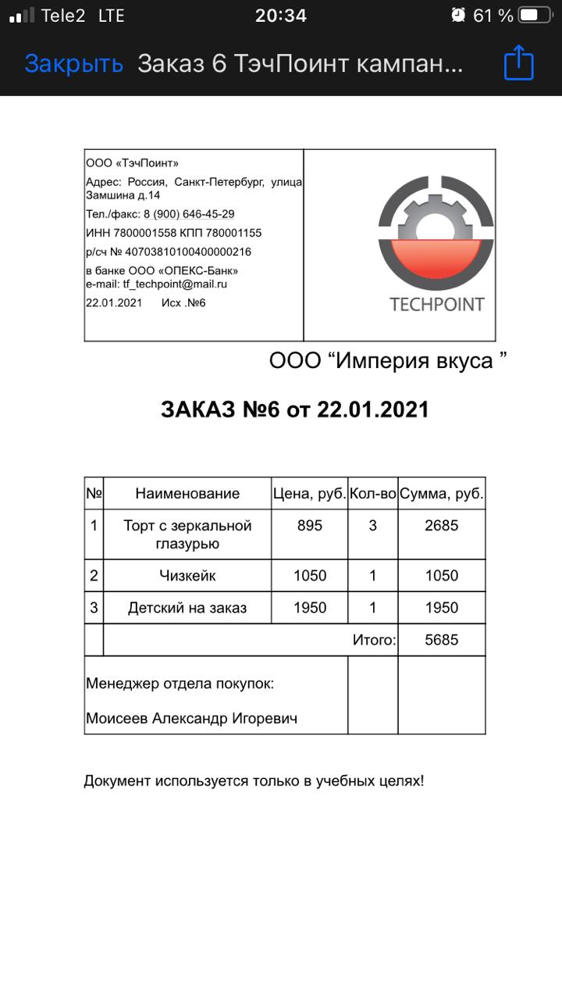 Tele2 LTE 20:34 61 %
Закрыть Заказ 6 ТэчПоинт кампан...
ООО «ТэчПоинт»
Адрес: Россия, Санкт-Петербург, улица
Замшина д.14
Тел./факс: 8 (900) 646-45-29
ИНН 7800001558 КПП 780001155
р/сч № 40703810100400000216
в банке ООО «ОПЕКС-Банк»
e-mail: tf_techpoint@mail.ru
22.01.2021 Исх .№6
TECHPOINT
ООО “Империя вкуса ”
ЗАКАЗ №6 от 22.01.2021
№ Наименование Цена, руб. Кол-во Сумма, руб.
1 Торт с зеркальной 895 3 2685
глазурью
2 Чизкейк 1050 1 1050
3 Детский на заказ 1950 1 1950
Итого: 5685
Менеджер отдела покупок:
Моисеев Александр Игоревич
Документ используется только в учебных целях!